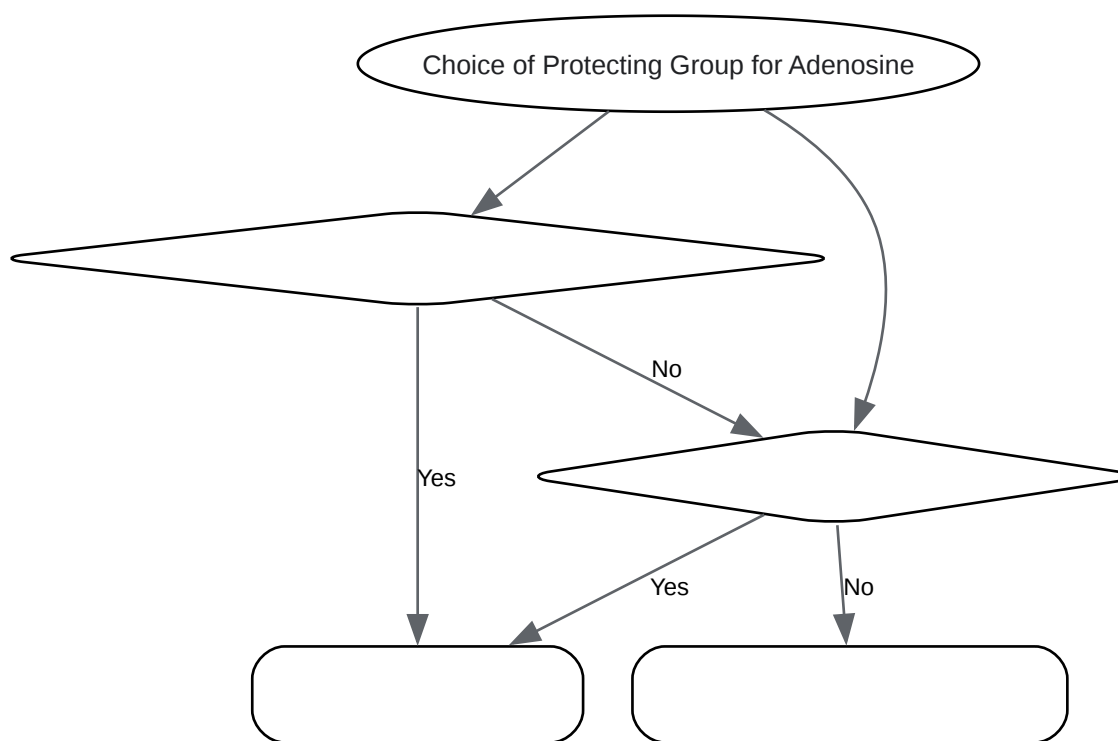 Choice of Protecting Group for Adenosine
No
Yes
Yes
No